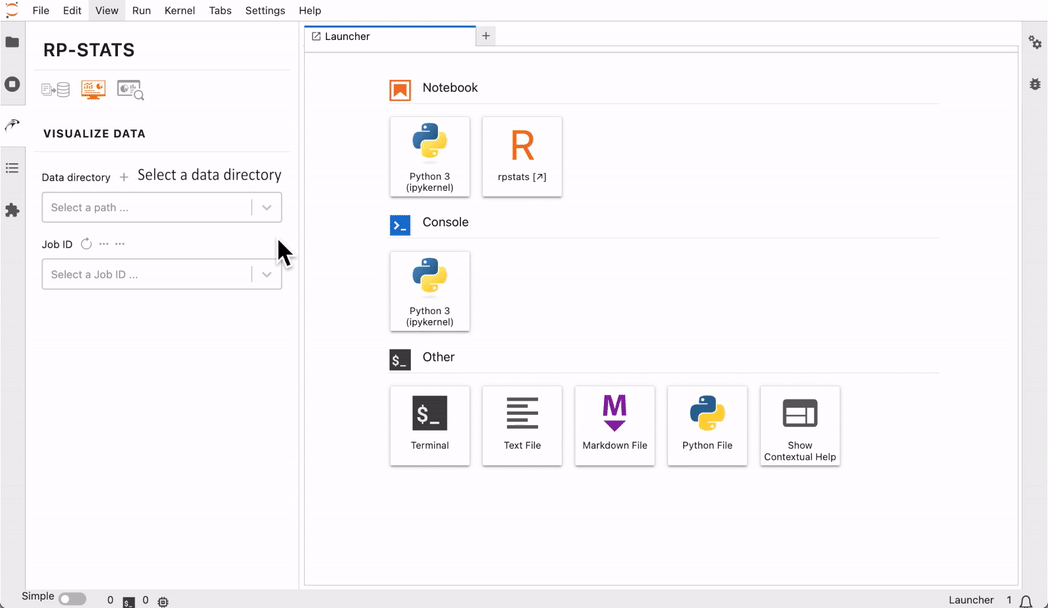 File Edit View Run Kernel Tabs Settings Help
RP-STATS
VISUALIZE DATA
Data directory + Select a data directory
Select a path ...
Job ID
Select a Job ID ...
Launcher +
Notebook
Python 3
(ipykernel)
R
rpstats [↗]
Console
Python 3
(ipykernel)
$_ Other
$_
Terminal
Text File
M
Markdown File
Python File
Show
Contextual Help
Simple 0 $_ 0 Launcher 1